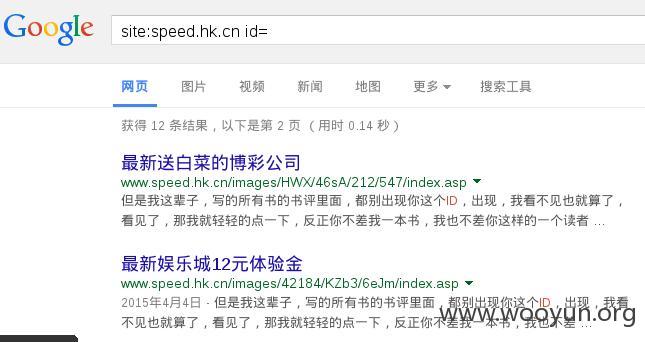 Google
site:speed.hk.cn id=
网页 图片 视频 新闻 地图 更多 搜索工具
获得 12 条结果，以下是第 2 页 （用时 0.14 秒）
最新送白菜的博彩公司
www.speed.hk.cn/images/HWX/46sA/212/547/index.asp
但是我这辈子，写的所有书的书评里面，都别出现你这个ID，出现，我看不见也就算了，
看见了，那我就轻轻的点一下，反正你不差我一本书，我也不差你这样的一个读者 ...
最新娱乐城12元体验金
www.speed.hk.cn/images/42184/KZb3/6eJm/index.asp
2015年4月4日 - 但是我这辈子，写的所有书的书评里面，都别出现你这个ID，出现，我看
不见也就算了，看见了，那我就轻轻的点一下，反正你不差我一本书，我也不差 ...
www.wooyun.org